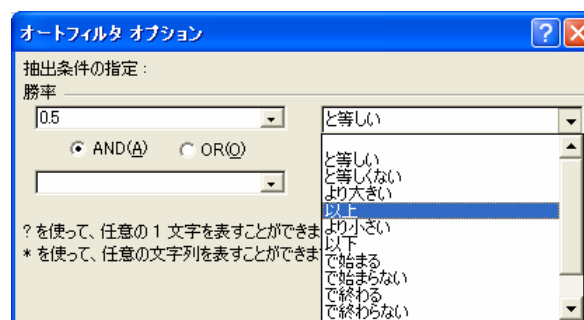 オートフィルタ オプション
抽出条件の指定:
勝率
0.5
と等しい
AND(A) OR(O)
と等しい
と等しくない
より大きい
以上
より小さい
以下
で始まる
で始まらない
で終わる
で終わらない
? を使って、任意の 1 文字を表すことができま
* を使って、任意の文字列を表すことができま